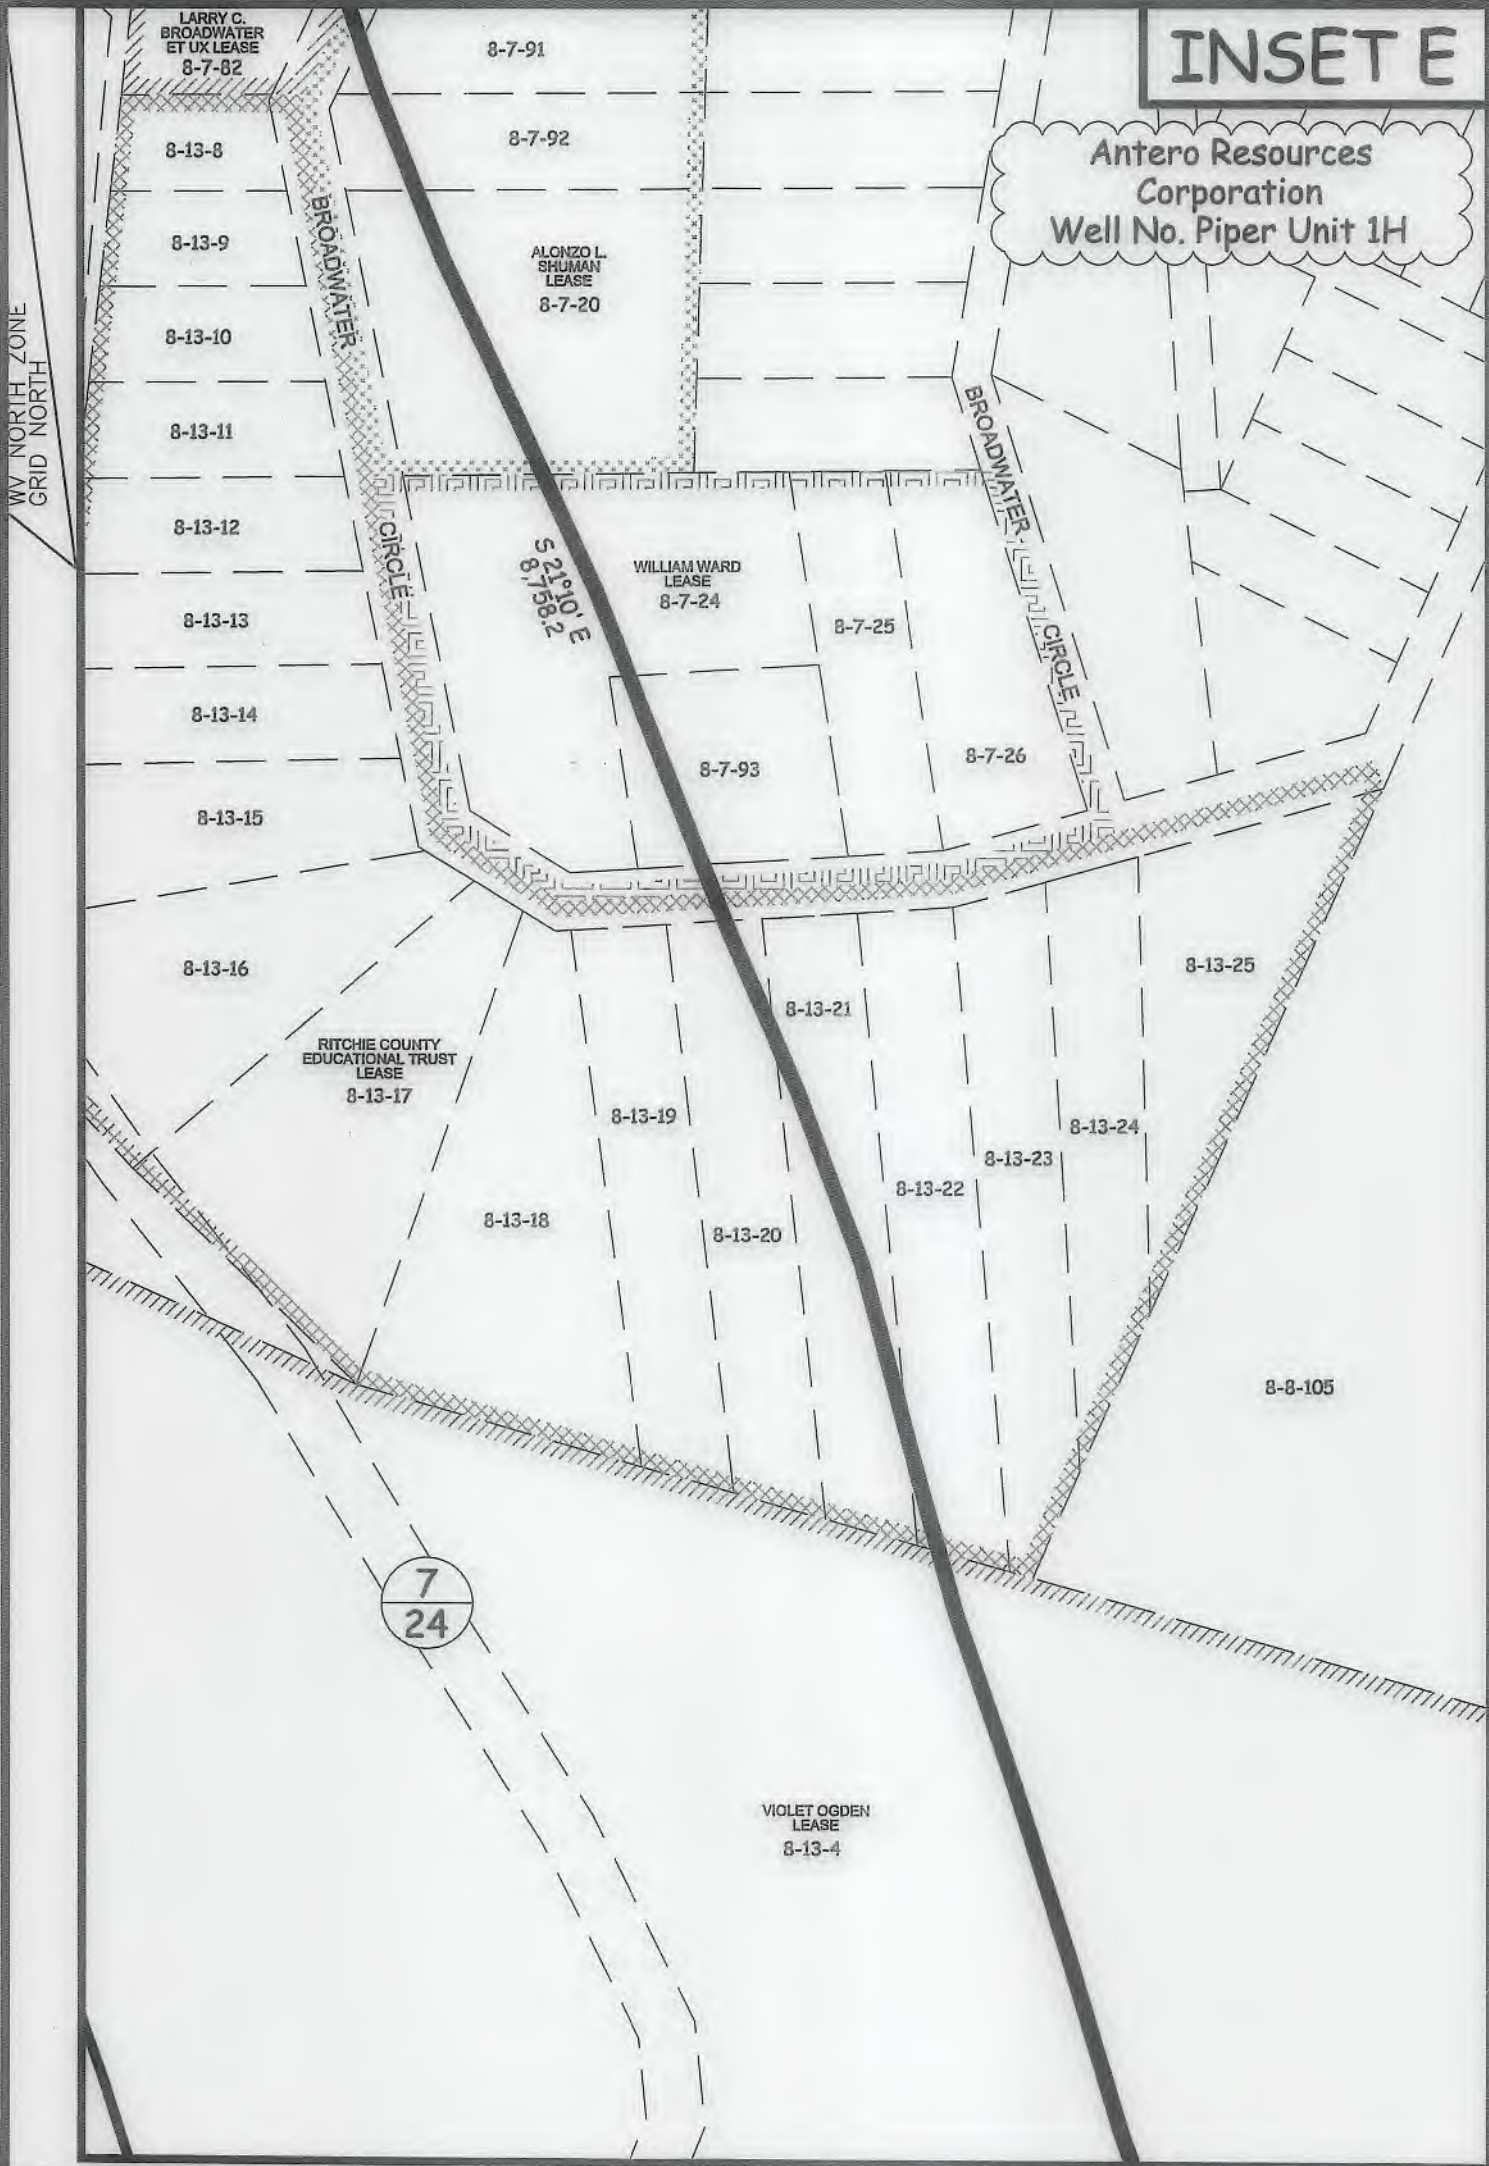 INSET E
Antero Resources
Corporation
Well No. Piper Unit 1H
WV NORTH ZONE
GRID NORTH
LARRY C.
BROADWATER
ET UX LEASE
8-7-82
8-7-91
8-7-92
8-13-8
8-13-9
8-13-10
8-13-11
8-13-12
8-13-13
8-13-14
8-13-15
8-13-16
BROADWATER
CIRCLE
ALONZO L.
SHUMAN
LEASE
8-7-20
BROADWATER
CIRCLE
S 21°10' E
8,758.2
WILLIAM WARD
LEASE
8-7-24
8-7-25
8-7-93
8-7-26
RITCHIE COUNTY
EDUCATIONAL TRUST
LEASE
8-13-17
8-13-18
8-13-19
8-13-20
8-13-21
8-13-22
8-13-23
8-13-24
8-13-25
8-8-105
7
24
VIOLET OGDEN
LEASE
8-13-4